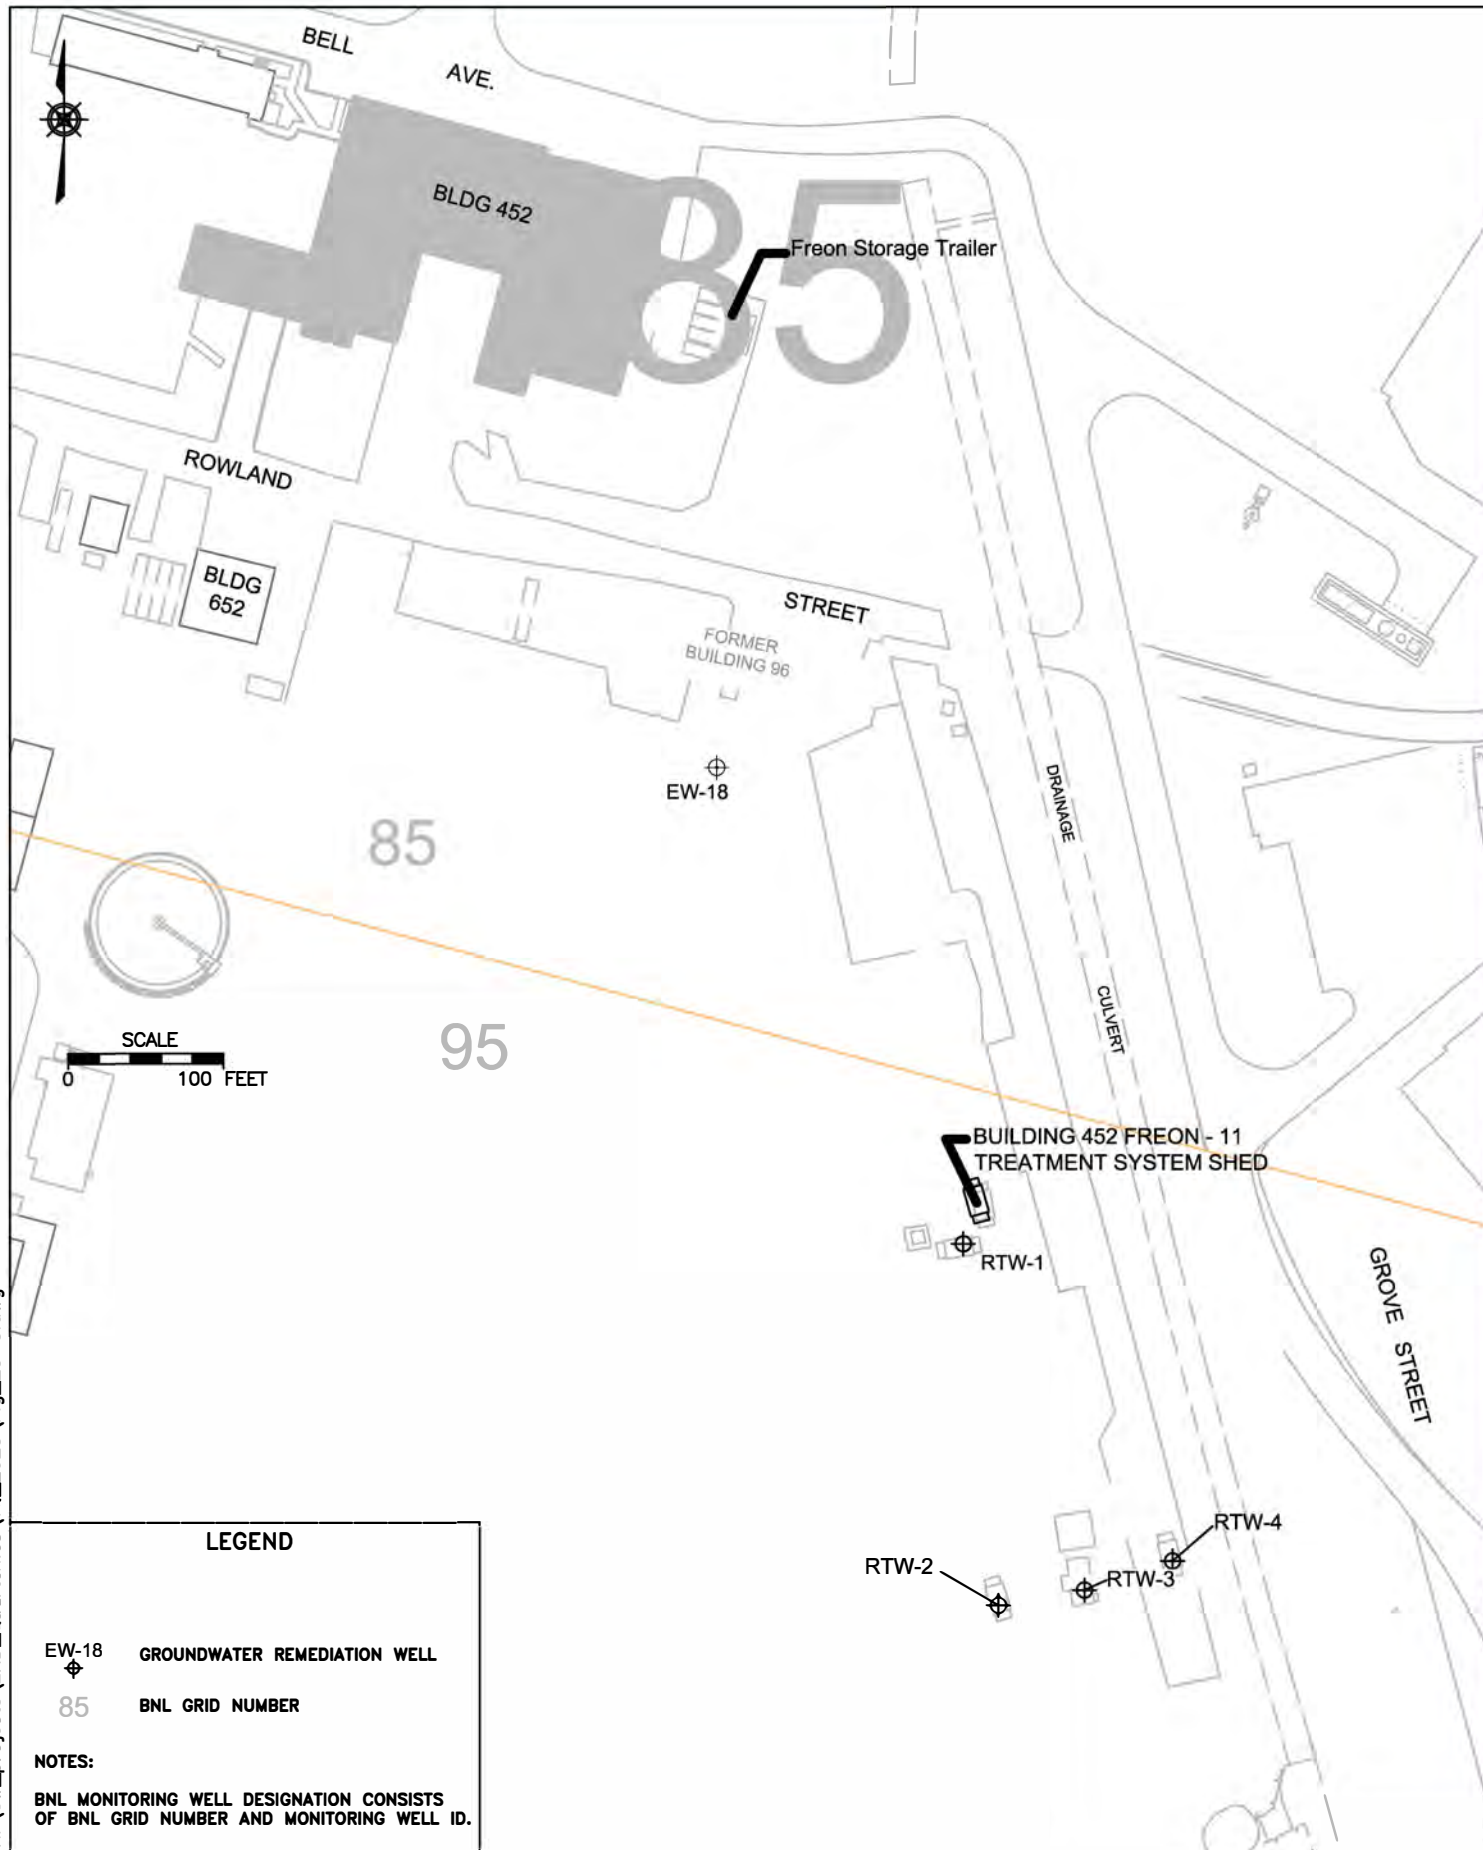 BELL
AVE.
BLDG 452
85
Freon Storage Trailer
ROWLAND
BLDG
652
STREET
FORMER
BUILDING 96
EW-18
DRAINAGE
85
CULVERT
95
SCALE
0 100 FEET
BUILDING 452 FREON - 11
TREATMENT SYSTEM SHED
RTW-1
GROVE STREET
RTW-4
RTW-2
RTW-3
LEGEND
EW-18 GROUNDWATER REMEDIATION WELL
85 BNL GRID NUMBER
NOTES:
BNL MONITORING WELL DESIGNATION CONSISTS
OF BNL GRID NUMBER AND MONITORING WELL ID.